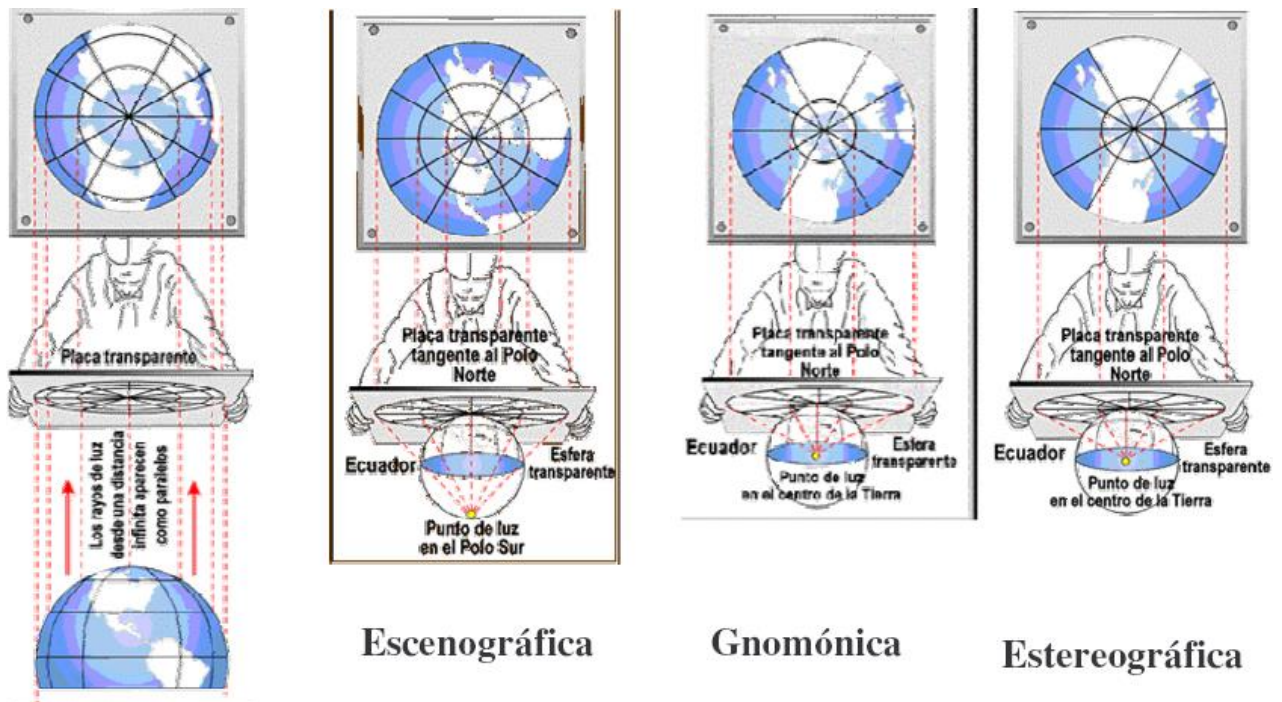 Placa transparente
Los rayos de luz
desde una distancia
infinita aparecen
como paralelos
Placa transparente
tangente al Polo
Norte
Ecuador
Esfera
transparente
Punto de luz
en el Polo Sur
Escenográfica
Placa transparente
tangente al Polo
Norte
Ecuador
Esfera
transparente
Punto de luz
en el centro de la Tierra
Gnomónica
Placa transparente
tangente al Polo
Norte
Ecuador
Esfera
transparente
Punto de luz
en el centro de la Tierra
Estereográfica